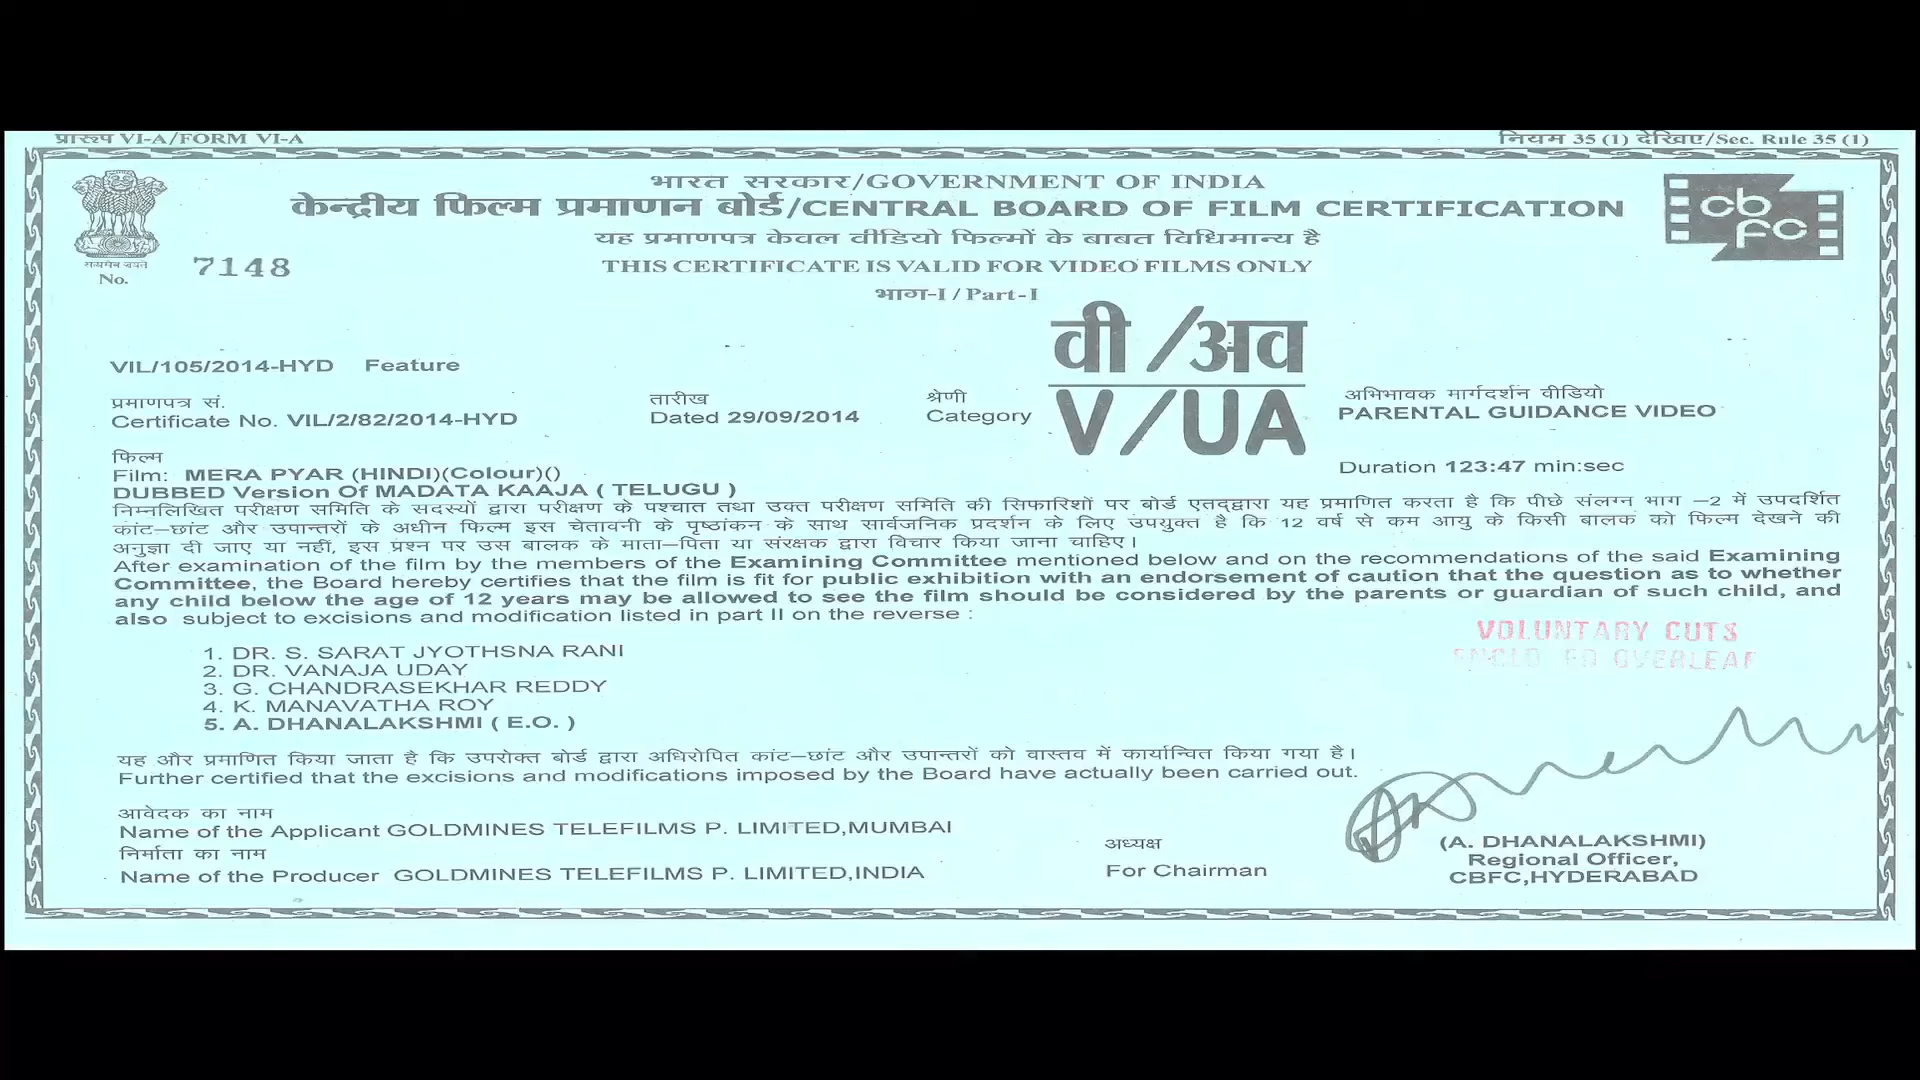 प्रारूप VI-A/FORM VI-A
नियम 35 (1) देखिए/Sec. Rule 35 (1)
भारत सरकार/GOVERNMENT OF INDIA
केन्द्रीय फिल्म प्रमाणन बोर्ड/CENTRAL BOARD OF FILM CERTIFICATION
cbfc
यह प्रमाणपत्र केवल वीडियो फिल्मों के बाबत विधिमान्य है
सत्यमेव जयते
No. 7148
THIS CERTIFICATE IS VALID FOR VIDEO FILMS ONLY
भाग-I / Part-I
वी/अव
V/UA
VIL/105/2014-HYD Feature
प्रमाणपत्र सं.
Certificate No. VIL/2/82/2014-HYD
तारीख
Dated 29/09/2014
श्रेणी
Category
अभिभावक मार्गदर्शन वीडियो
PARENTAL GUIDANCE VIDEO
फिल्म
Film: MERA PYAR (HINDI)(Colour)()
Duration 123:47 min:sec
DUBBED Version Of MADATA KAAJA ( TELUGU )
निम्नलिखित परीक्षण समिति के सदस्यों द्वारा परीक्षण के पश्चात तथा उक्त परीक्षण समिति की सिफारिशों पर बोर्ड एतद्द्वारा यह प्रमाणित करता है कि पीछे संलग्न भाग –2 में उपदर्शित
कांट–छांट और उपान्तरों के अधीन फिल्म इस चेतावनी के पृष्ठांकन के साथ सार्वजनिक प्रदर्शन के लिए उपयुक्त है कि 12 वर्ष से कम आयु के किसी बालक को फिल्म देखने की
अनुज्ञा दी जाए या नहीं, इस प्रश्न पर उस बालक के माता–पिता या संरक्षक द्वारा विचार किया जाना चाहिए।
After examination of the film by the members of the Examining Committee mentioned below and on the recommendations of the said Examining
Committee, the Board hereby certifies that the film is fit for public exhibition with an endorsement of caution that the question as to whether
any child below the age of 12 years may be allowed to see the film should be considered by the parents or guardian of such child, and
also subject to excisions and modification listed in part II on the reverse :
VOLUNTARY CUTS
OVERLEAF
1. DR. S. SARAT JYOTHSNA RANI
2. DR. VANAJA UDAY
3. G. CHANDRASEKHAR REDDY
4. K. MANAVATHA ROY
5. A. DHANALAKSHMI ( E.O. )
यह और प्रमाणित किया जाता है कि उपरोक्त बोर्ड द्वारा अधिरोपित कांट–छांट और उपान्तरों को वास्तव में कार्यान्वित किया गया है।
Further certified that the excisions and modifications imposed by the Board have actually been carried out.
आवेदक का नाम
Name of the Applicant GOLDMINES TELEFILMS P. LIMITED,MUMBAI
निर्माता का नाम
Name of the Producer GOLDMINES TELEFILMS P. LIMITED,INDIA
अध्यक्ष
For Chairman
(A. DHANALAKSHMI)
Regional Officer,
CBFC,HYDERABAD